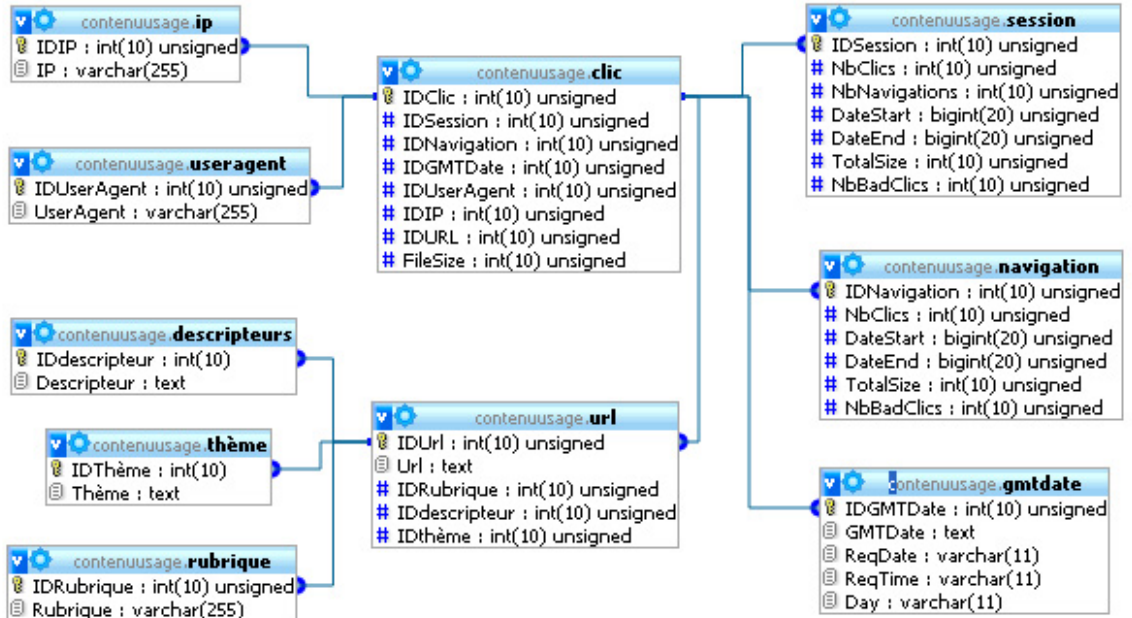 contenuusage.ip
IDIP : int(10) unsigned
IP : varchar(255)
contenuusage.useragent
IDUserAgent : int(10) unsigned
UserAgent : varchar(255)
contenuusage.descripteurs
IDdescripteur : int(10)
Descripteur : text
contenuusage.thème
IDThème : int(10)
Thème : text
contenuusage.rubrique
IDRubrique : int(10) unsigned
Rubrique : varchar(255)
contenuusage.clic
IDClic : int(10) unsigned
IDSession : int(10) unsigned
IDNavigation : int(10) unsigned
IDGMTDate : int(10) unsigned
IDUserAgent : int(10) unsigned
IDIP : int(10) unsigned
IDURL : int(10) unsigned
FileSize : int(10) unsigned
contenuusage.url
IDUrl : int(10) unsigned
Url : text
IDRubrique : int(10) unsigned
IDdescripteur : int(10) unsigned
IDthème : int(10) unsigned
contenuusage.session
IDSession : int(10) unsigned
NbClics : int(10) unsigned
NbNavigations : int(10) unsigned
DateStart : bigint(20) unsigned
DateEnd : bigint(20) unsigned
TotalSize : int(10) unsigned
NbBadClics : int(10) unsigned
contenuusage.navigation
IDNavigation : int(10) unsigned
NbClics : int(10) unsigned
DateStart : bigint(20) unsigned
DateEnd : bigint(20) unsigned
TotalSize : int(10) unsigned
NbBadClics : int(10) unsigned
contenuusage.gmtdate
IDGMTDate : int(10) unsigned
GMTDate : text
ReqDate : varchar(11)
ReqTime : varchar(11)
Day : varchar(11)